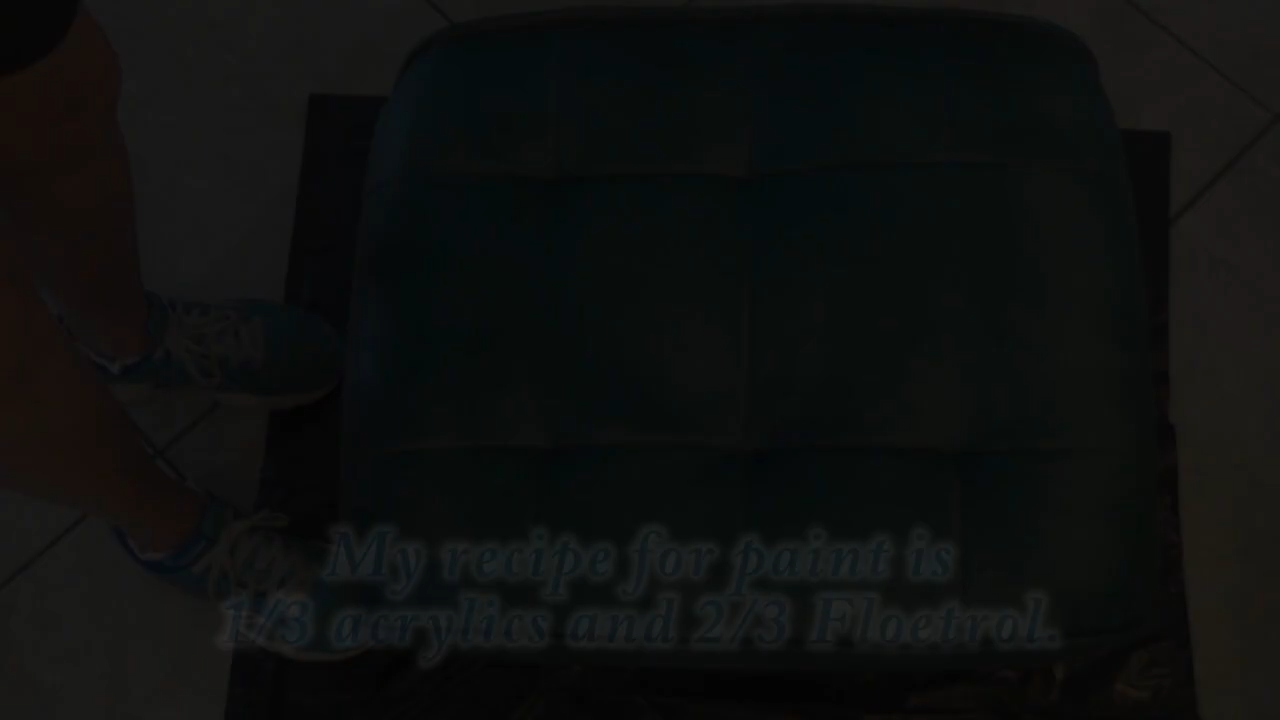 My recipe for paint is
1/3 acrylics and 2/3 Floetrol.